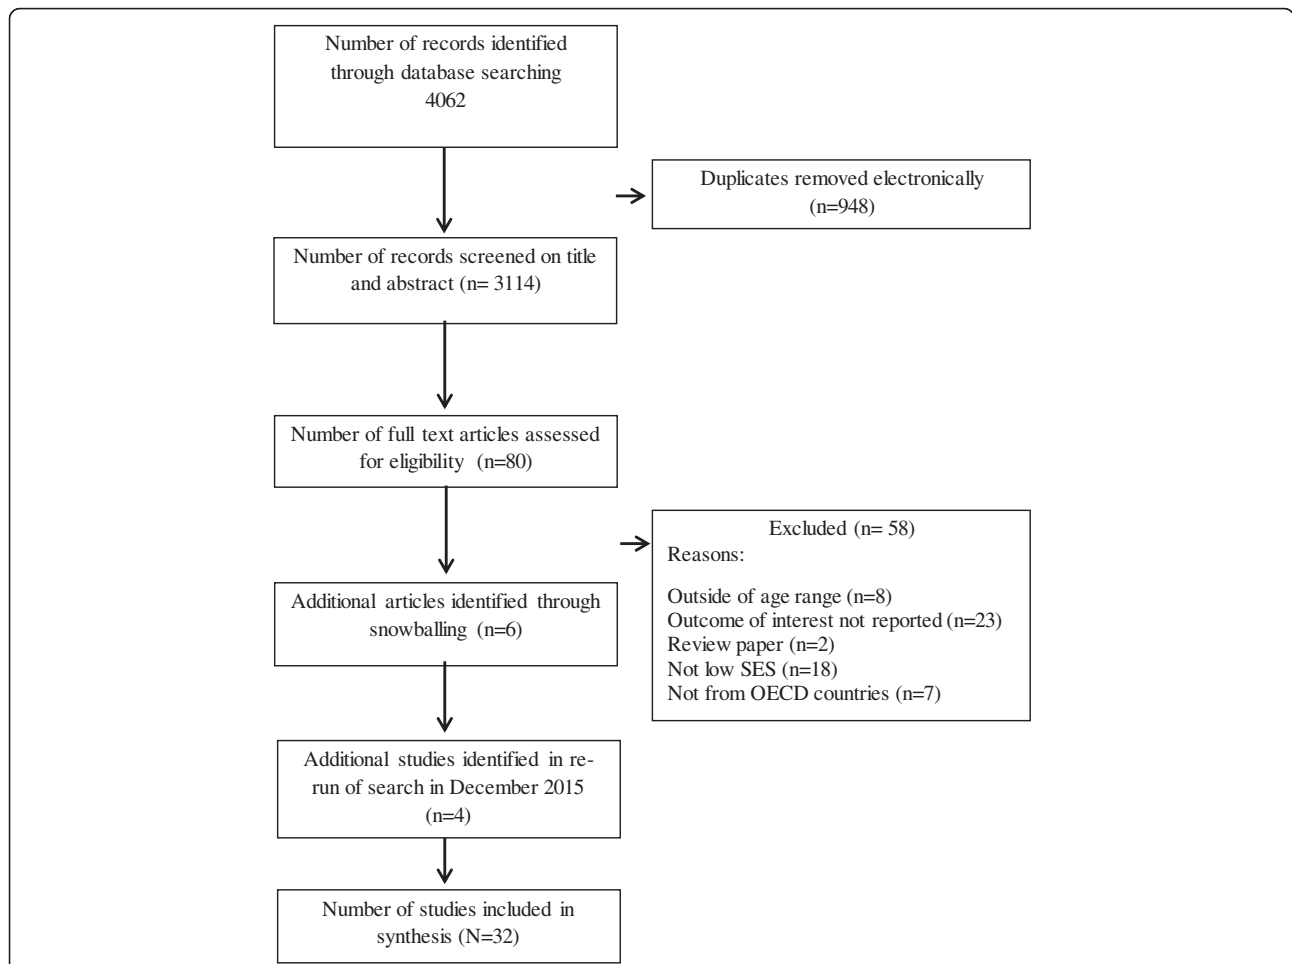 Number of records identified
through database searching
4062
Duplicates removed electronically
(n=948)
Number of records screened on title
and abstract (n= 3114)
Number of full text articles assessed
for eligibility (n=80)
Excluded (n= 58)
Reasons:
Outside of age range (n=8)
Outcome of interest not reported (n=23)
Review paper (n=2)
Not low SES (n=18)
Not from OECD countries (n=7)
Additional articles identified through
snowballing (n=6)
Additional studies identified in re-
run of search in December 2015
(n=4)
Number of studies included in
synthesis (N=32)